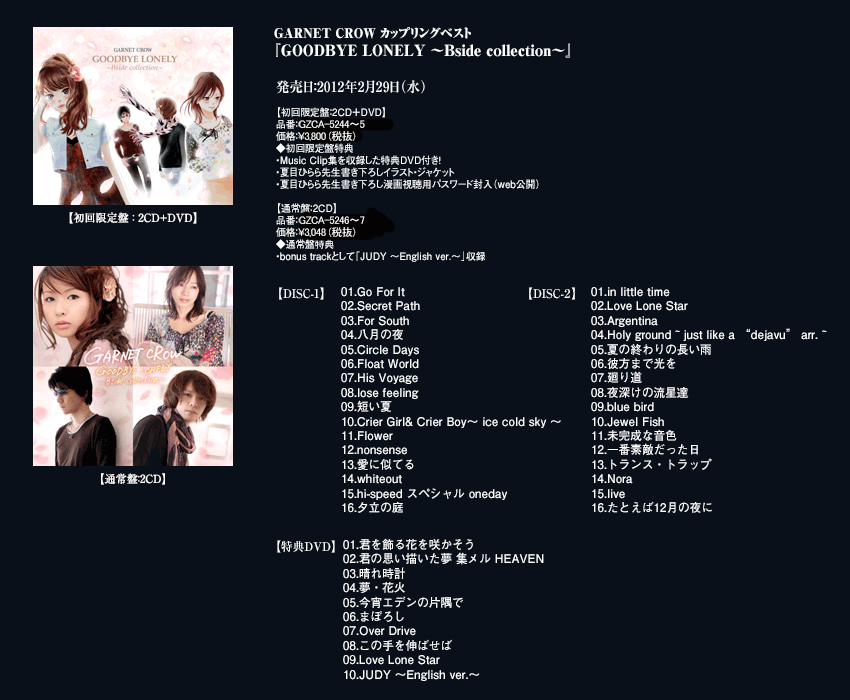 GARNET CROW
GOODBYE LONELY
~Bside collection~
【初回限定盤：2CD+DVD】
GARNET CROW
GOODBYE LONELY
BSIDE COLLECTION
【通常盤:2CD】
GARNET CROW カップリングベスト
『GOODBYE LONELY ～Bside collection～』
発売日:2012年2月29日（水）
【初回限定盤:2CD+DVD】
品番:GZCA-5244～5
価格:¥3,800（税抜）
◆初回限定盤特典
・Music Clip集を収録した特典DVD付き!
・夏目ひらら先生書き下ろしイラスト・ジャケット
・夏目ひらら先生書き下ろし漫画視聴用パスワード封入（web公開）
【通常盤:2CD】
品番:GZCA-5246～7
価格:¥3,048（税抜）
◆通常盤特典
・bonus trackとして「JUDY ～English ver.～」収録
【DISC-1】
01.Go For It
02.Secret Path
03.For South
04.八月の夜
05.Circle Days
06.Float World
07.His Voyage
08.lose feeling
09.短い夏
10.Crier Girl& Crier Boy～ ice cold sky ～
11.Flower
12.nonsense
13.愛に似てる
14.whiteout
15.hi-speed スペシャル oneday
16.夕立の庭
【DISC-2】
01.in little time
02.Love Lone Star
03.Argentina
04.Holy ground ~ just like a “dejavu” arr. ~
05.夏の終わりの長い雨
06.彼方まで光を
07.廻り道
08.夜深けの流星達
09.blue bird
10.Jewel Fish
11.未完成な音色
12.一番素敵だった日
13.トランス・トラップ
14.Nora
15.live
16.たとえば12月の夜に
【特典DVD】
01.君を飾る花を咲かそう
02.君の思い描いた夢 集メル HEAVEN
03.晴れ時計
04.夢・花火
05.今宵エデンの片隅で
06.まぼろし
07.Over Drive
08.この手を伸ばせば
09.Love Lone Star
10.JUDY ～English ver.～